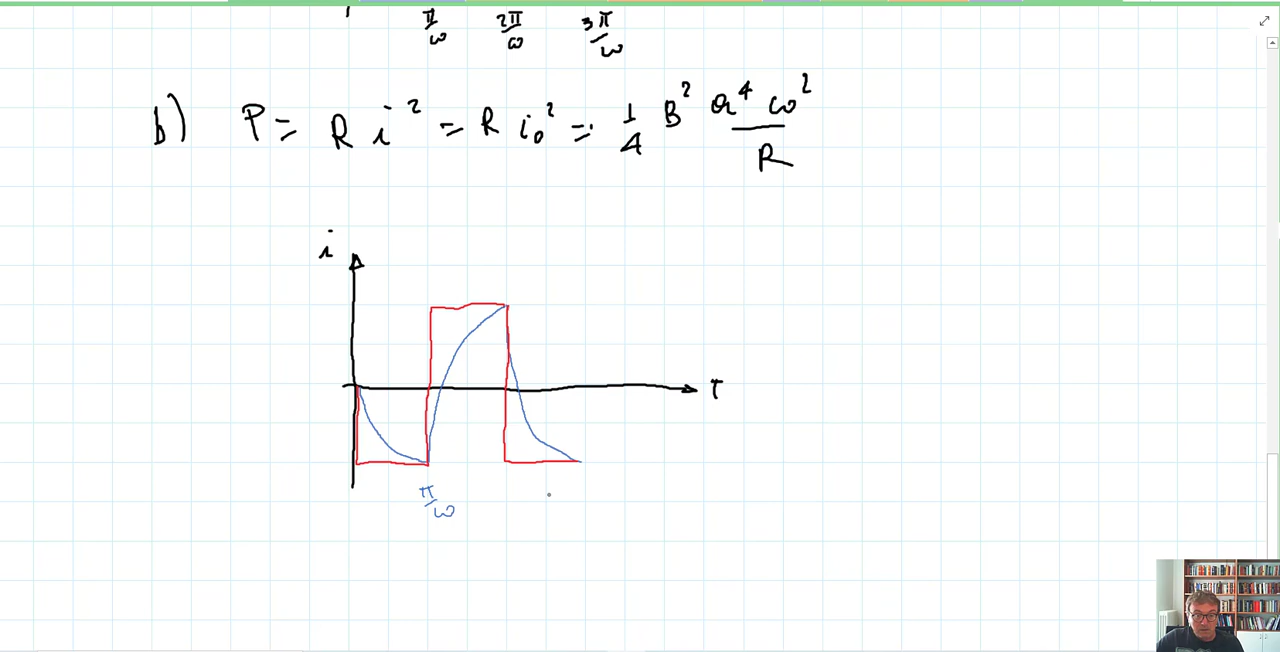 π/ω 2π/ω 3π/ω
b) P = R i² = R i₀² = 1/4 B² a⁴ ω²/R
i
T
π/ω